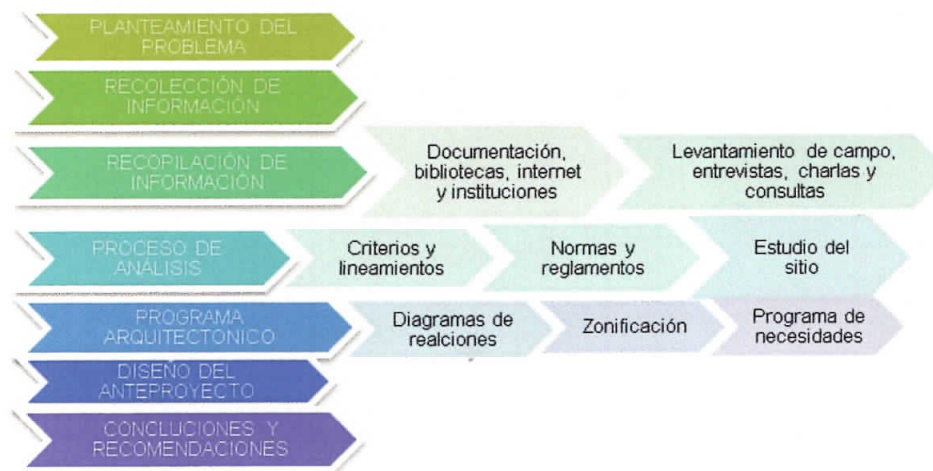 PLANTEAMIENTO DEL
PROBLEMA
RECOLECCIÓN DE
INFORMACIÓN
RECOPILACIÓN DE
INFORMACIÓN
Documentación,
bibliotecas, internet
y instituciones
Levantamiento de campo,
entrevistas, charlas y
consultas
PROCESO DE
ANÁLISIS
Criterios y
lineamientos
Normas y
reglamentos
Estudio del
sitio
PROGRAMA
ARQUITECTONICO
Diagramas de
realciones
Zonificación
Programa de
necesidades
DISEÑO DEL
ANTEPROYECTO
CONCLUCIONES Y
RECOMENDACIONES